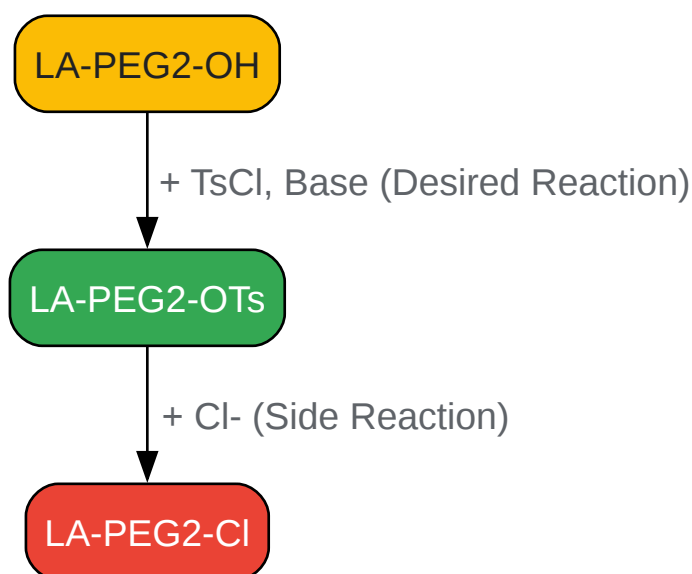 LA-PEG2-OH
+ TsCl, Base (Desired Reaction)
LA-PEG2-OTs
+ Cl- (Side Reaction)
LA-PEG2-Cl